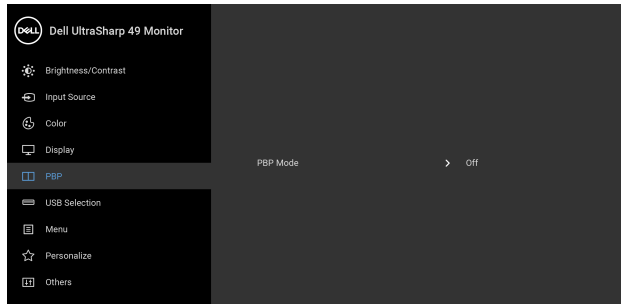 DELL Dell UltraSharp 49 Monitor
Brightness/Contrast
Input Source
Color
Display
PBP Mode Off
PBP
USB Selection
Menu
Personalize
Others